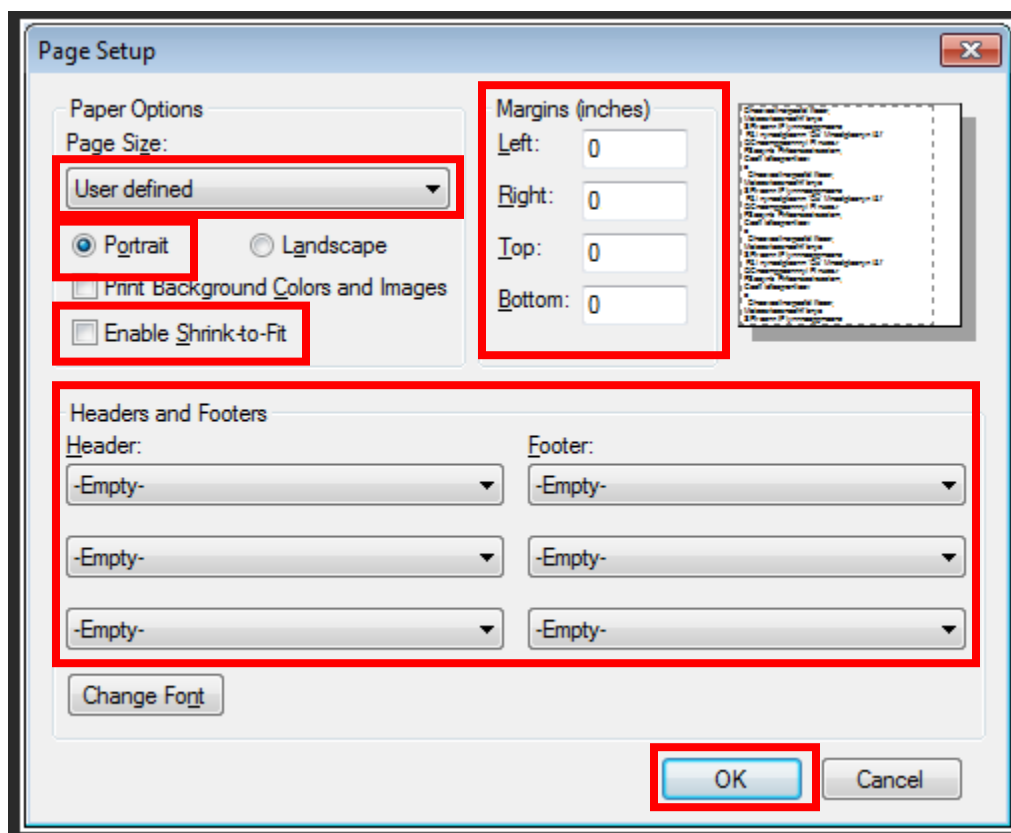 Page Setup
Paper Options
Page Size:
User defined
Portrait
Landscape
Print Background Colors and Images
Enable Shrink-to-Fit
Margins (inches)
Left: 0
Right: 0
Top: 0
Bottom: 0
Headers and Footers
Header: Footer:
-Empty- -Empty-
-Empty- -Empty-
-Empty- -Empty-
Change Font
OK Cancel